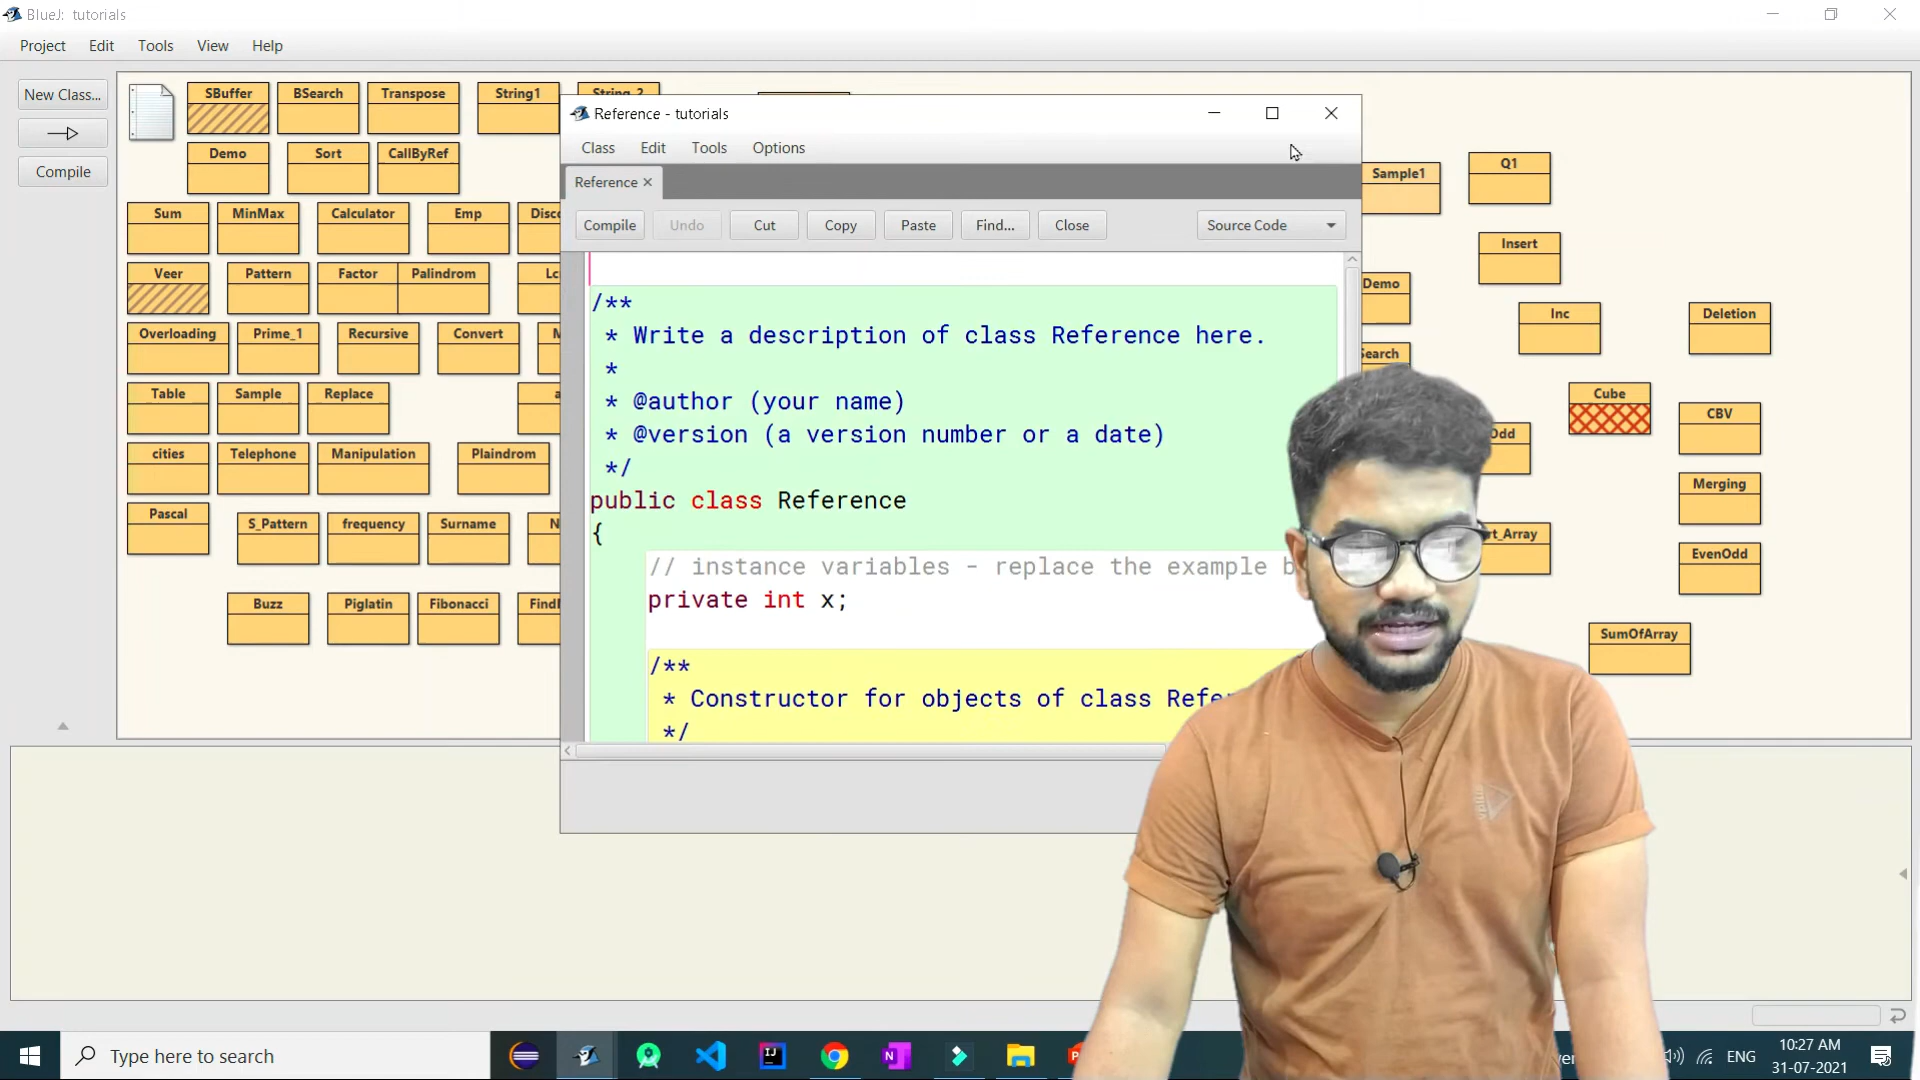 BlueJ: tutorials
Project Edit Tools View Help
New Class...
Compile
SBuffer BSearch Transpose String1 String_2
Demo Sort CallByRef
Sum MinMax Calculator Emp
Veer Pattern Factor Palindrom
Overloading Prime_1 Recursive Convert
Table Sample Replace
cities Telephone Manipulation Plaindrom
Pascal S_Pattern frequency Surname
Buzz Piglatin Fibonacci
Reference - tutorials
Class Edit Tools Options
Reference
Compile Undo Cut Copy Paste Find... Close Source Code
/**
* Write a description of class Reference here.
*
* @author (your name)
* @version (a version number or a date)
*/
public class Reference
{
// instance variables - replace the example b
private int x;
/**
* Constructor for objects of class Refe
*/
Sample1 Q1
Insert
Demo Inc Deletion
Search
Cube CBV
Odd
Merging
rt_Array EvenOdd
SumOfArray
Type here to search
ENG
10:27 AM
31-07-2021